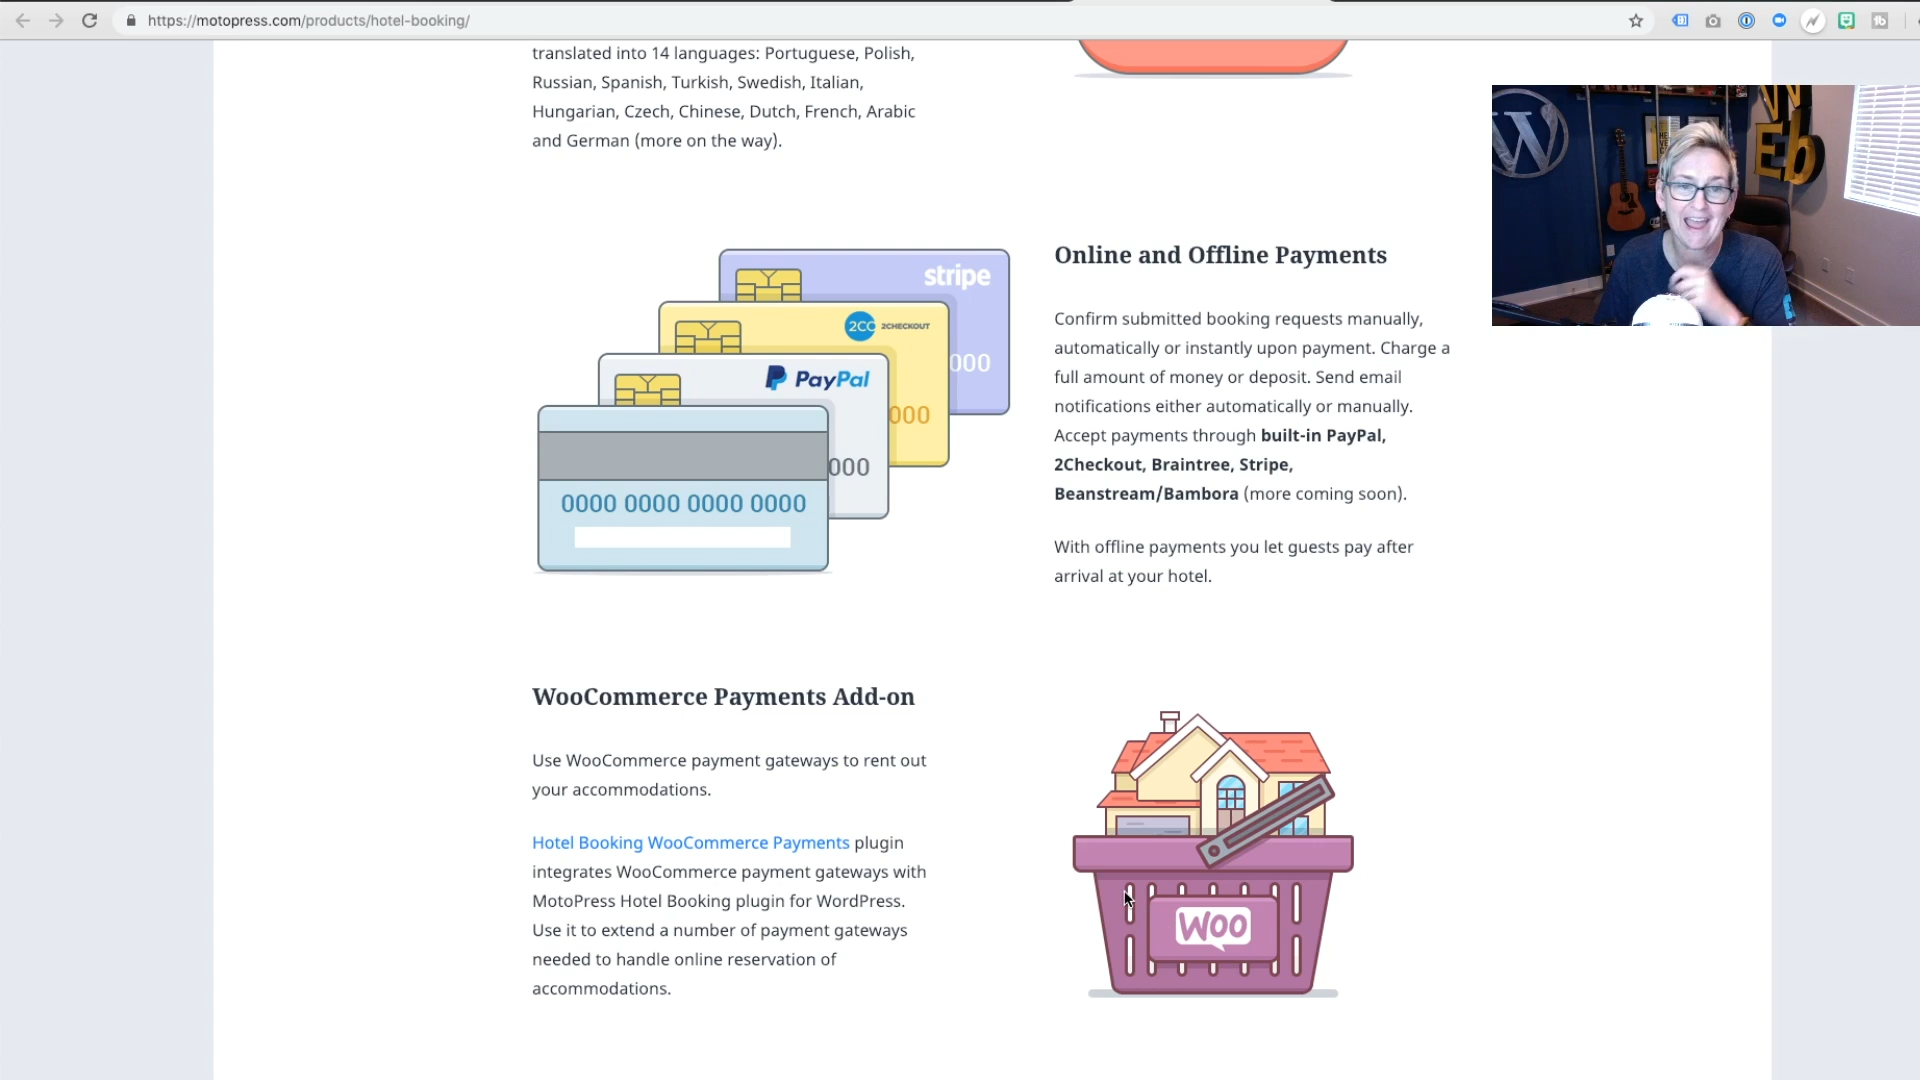 https://motopress.com/products/hotel-booking/
translated into 14 languages: Portuguese, Polish,
Russian, Spanish, Turkish, Swedish, Italian,
Hungarian, Czech, Chinese, Dutch, French, Arabic
and German (more on the way).
stripe
000
2CO 2CHECKOUT
000
PayPal
000
0000 0000 0000 0000
Online and Offline Payments
Confirm submitted booking requests manually,
automatically or instantly upon payment. Charge a
full amount of money or deposit. Send email
notifications either automatically or manually.
Accept payments through built-in PayPal,
2Checkout, Braintree, Stripe,
Beanstream/Bambora (more coming soon).
With offline payments you let guests pay after
arrival at your hotel.
W
W
Eb
WooCommerce Payments Add-on
Use WooCommerce payment gateways to rent out
your accommodations.
Hotel Booking WooCommerce Payments plugin
integrates WooCommerce payment gateways with
MotoPress Hotel Booking plugin for WordPress.
Use it to extend a number of payment gateways
needed to handle online reservation of
accommodations.
WOO